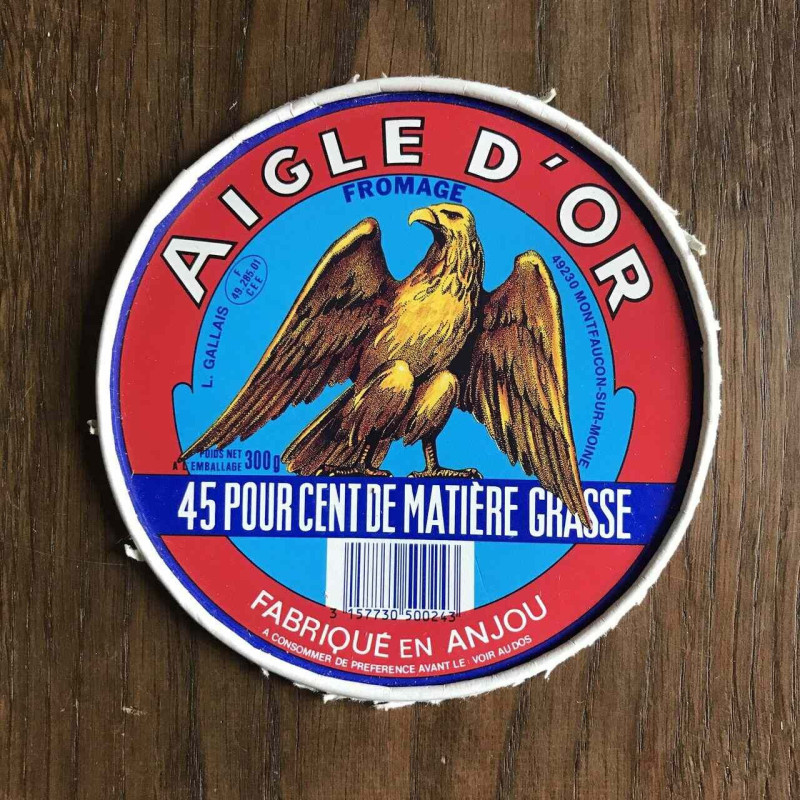 AIGLE D'OR
FROMAGE
F
49.285.01
CEE
L. GALLAIS
49230 MONTFAUCON-SUR-MOINE
POIDS NET
A L'EMBALLAGE 300g
45 POUR CENT DE MATIÈRE GRASSE
3 157730 500243
FABRIQUÉ EN ANJOU
A CONSOMMER DE PREFERENCE AVANT LE : VOIR AU DOS